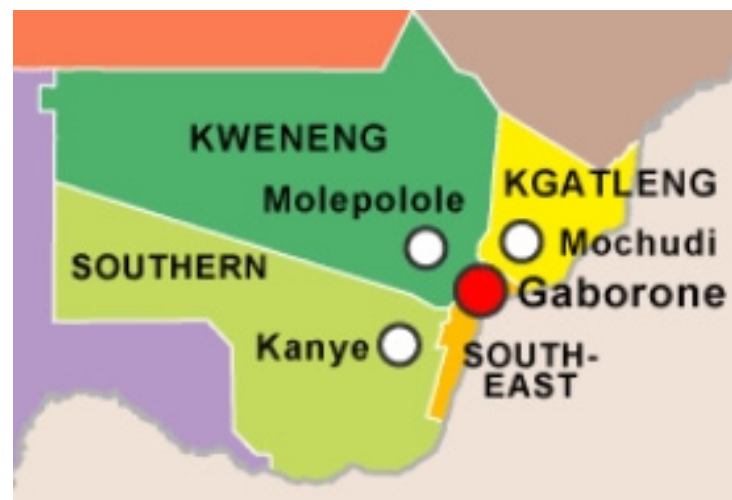 KWENENG
KGATLENG
Molepolole
Mochudi
SOUTHERN
Gaborone
Kanye
SOUTH-
EAST